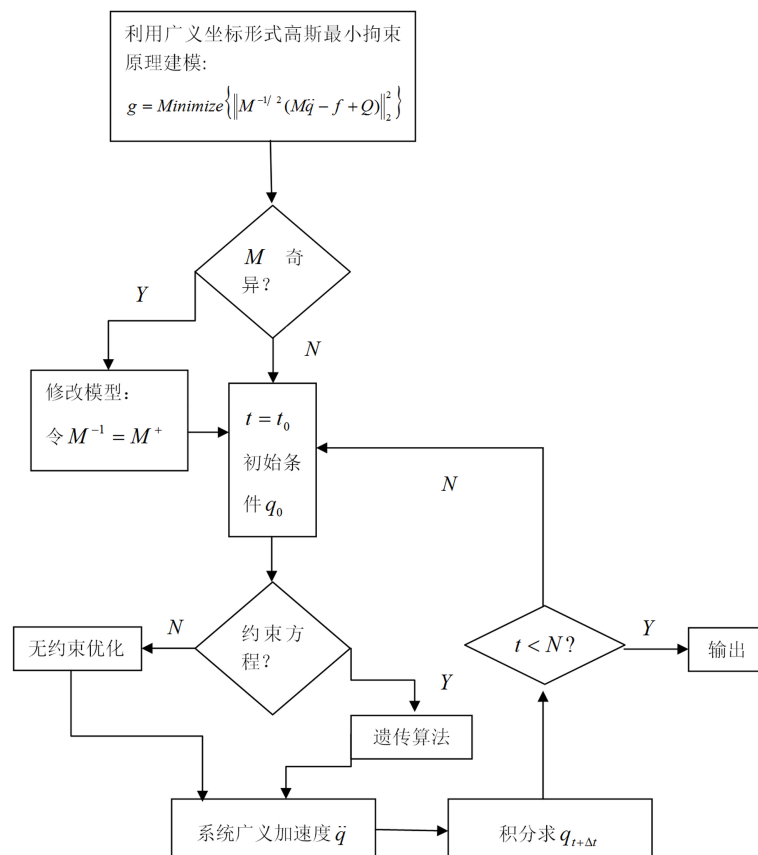 利用广义坐标形式高斯最小拘束
原理建模:
g = Minimize{‖M^{-1/2}(Mq̈ − f + Q)‖₂²}
M 奇
异?
Y
N
修改模型:
令 M⁻¹ = M⁺
t = t₀
初始条
件 q₀
N
约束方
程?
N
Y
无约束优化
t < N?
Y
输出
遗传算法
系统广义加速度 q̈
积分求 q_{t+Δt}